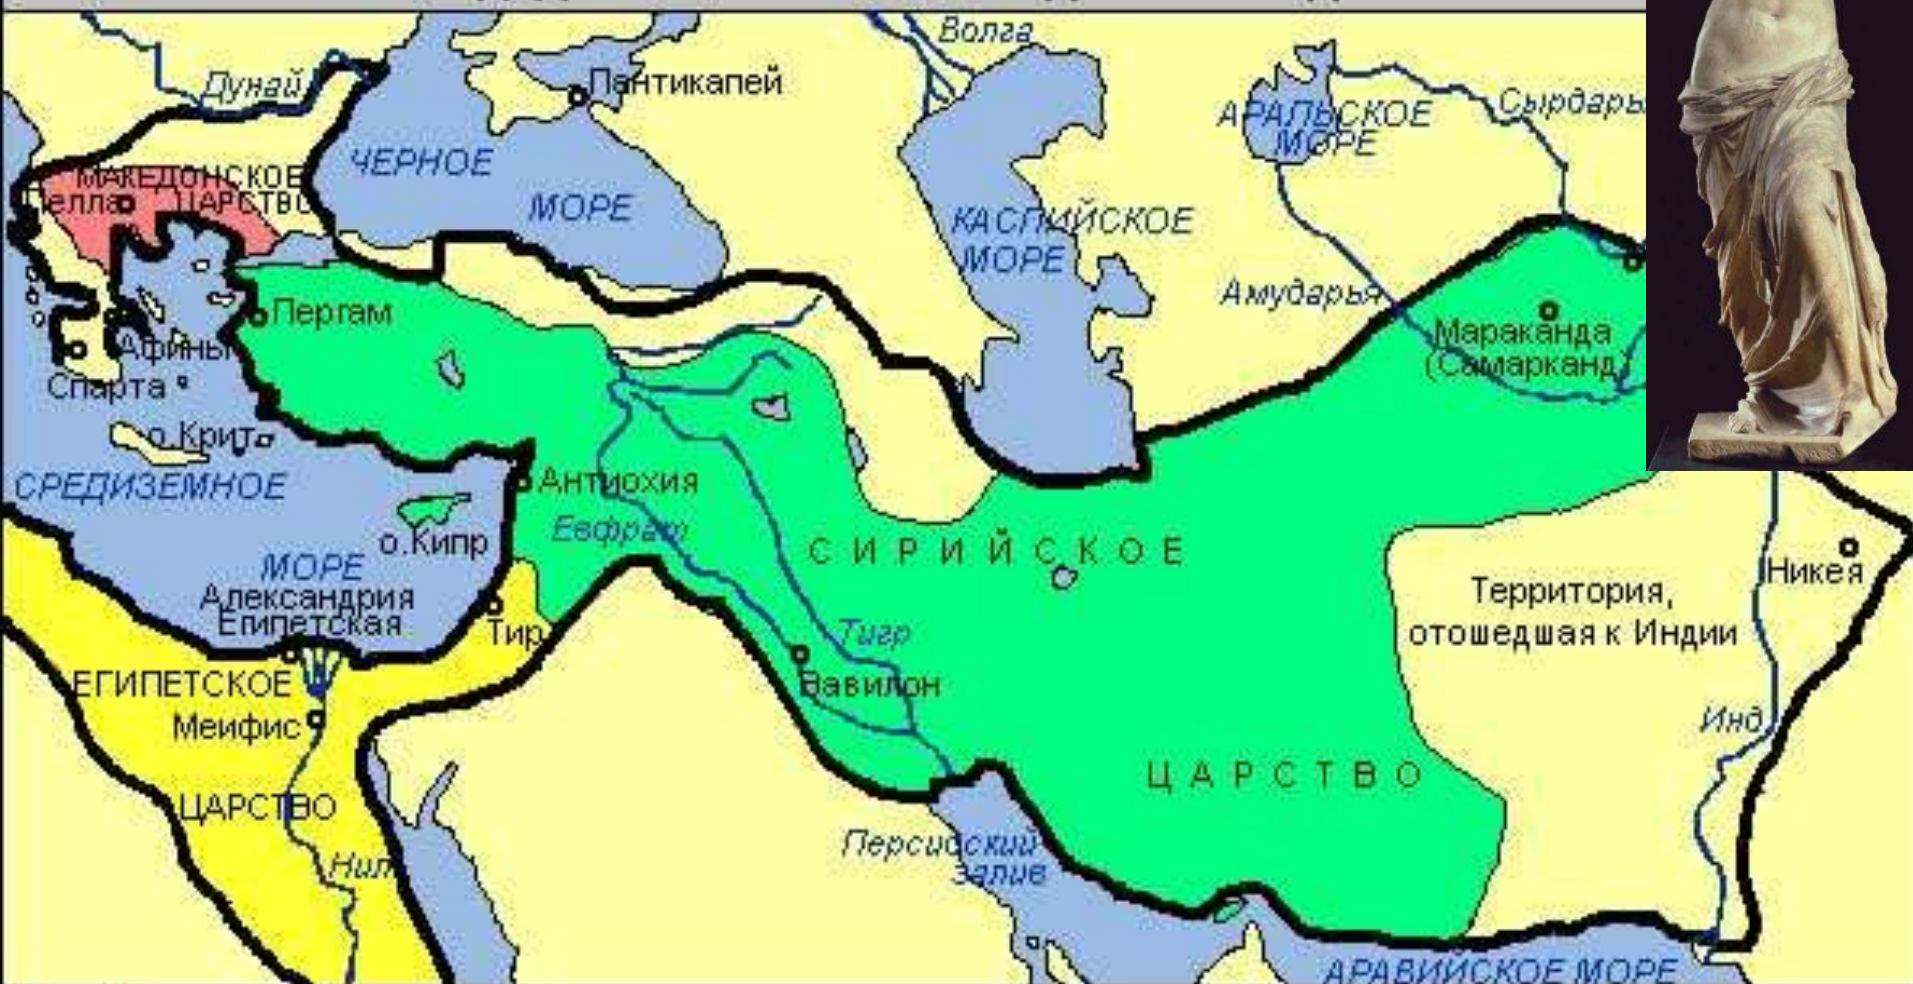 Волга
Дунай
Пантикапей
Сырдарь
АРАЛЬСКОЕ
МОРЕ
ЧЕРНОЕ
МОРЕ
МАКЕДОНСКОЕ
Пелла ЦАРСТВО
КАСПИЙСКОЕ
МОРЕ
Амударья
Пергам
Мараканда
(Самарканд)
Афины
Спарта
о.Крит
СРЕДИЗЕМНОЕ
Антиохия
Евфрат
о.Кипр
СИРИЙСКОЕ
МОРЕ
Александрия
Египетская
Тир
Никея
Территория,
отошедшая к Индии
Тигр
Вавилон
ЕГИПЕТСКОЕ
Меифис
Инд
ЦАРСТВО
ЦАРСТВО
Нил
Персидский
залив
АРАВИЙСКОЕ МОРЕ